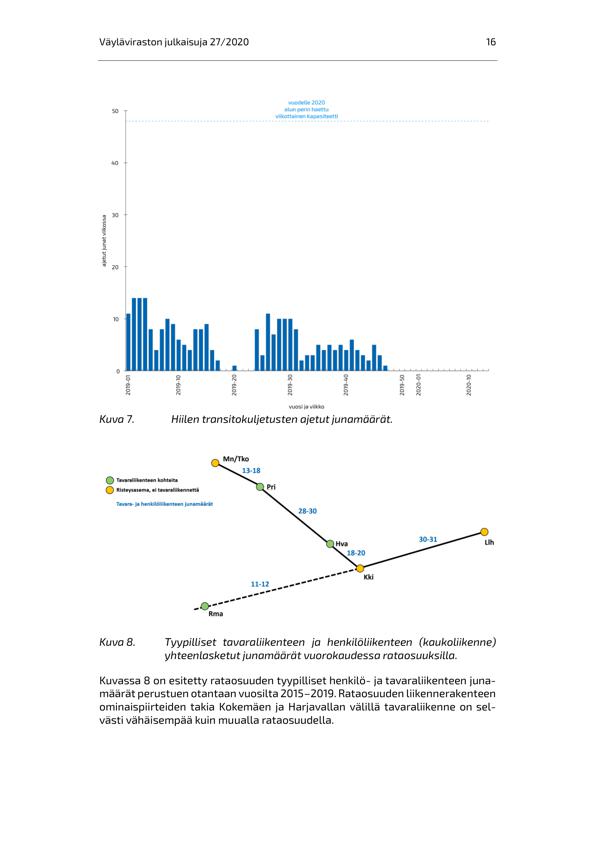 Väyläviraston julkaisuja 27/2020 16
vuodelle 2020
alun perin haettu
viikottainen kapasiteetti
50
40
30
20
10
0
ajetut junat viikossa
2019-01 2019-10 2019-20 2019-30 2019-40 2019-50 2020-01 2020-10
vuosi ja viikko
Kuva 7. Hiilen transitokuljetusten ajetut junamäärät.
Mn/Tko
13-18
Tavaraliikenteen kohteita
Pri
Risteysasema, ei tavaraliikennettä
Tavara- ja henkilöliikenteen junamäärät
28-30
30-31
Hva
Llh
18-20
Kki
11-12
Rma
Kuva 8. Tyypilliset tavaraliikenteen ja henkilöliikenteen (kaukoliikenne)
yhteenlasketut junamäärät vuorokaudessa rataosuuksilla.
Kuvassa 8 on esitetty rataosuuden tyypilliset henkilö- ja tavaraliikenteen juna-
määrät perustuen otantaan vuosilta 2015–2019. Rataosuuden liikennerakenteen
ominaispiirteiden takia Kokemäen ja Harjavallan välillä tavaraliikenne on sel-
västi vähäisempää kuin muualla rataosuudella.